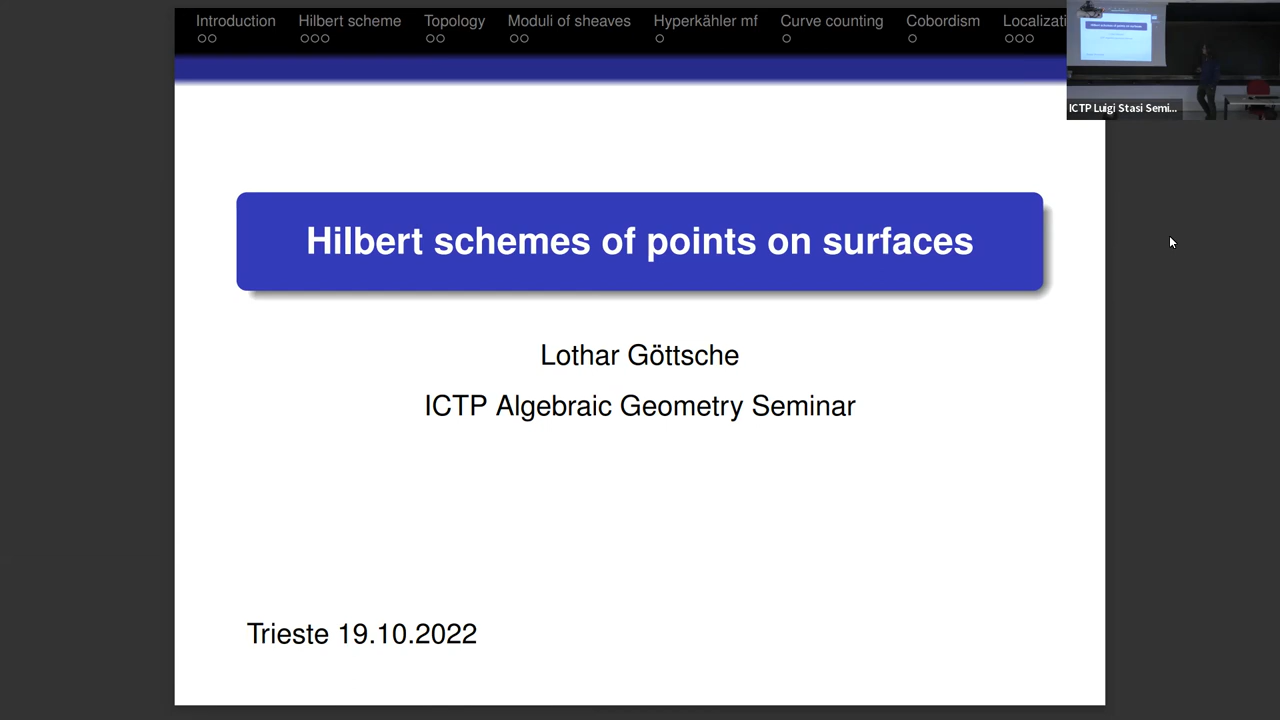 Introduction Hilbert scheme Topology Moduli of sheaves Hyperkähler mf Curve counting Cobordism Localizati
ICTP Luigi Stasi Semi...
Hilbert schemes of points on surfaces
Lothar Göttsche
ICTP Algebraic Geometry Seminar
Trieste 19.10.2022